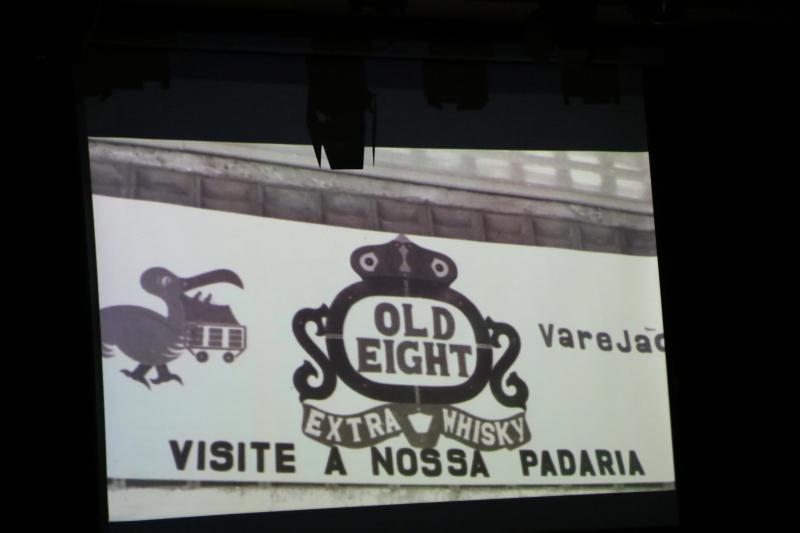 OLD
EIGHT
EXTRA WHISKY
Varejão
VISITE A NOSSA PADARIA